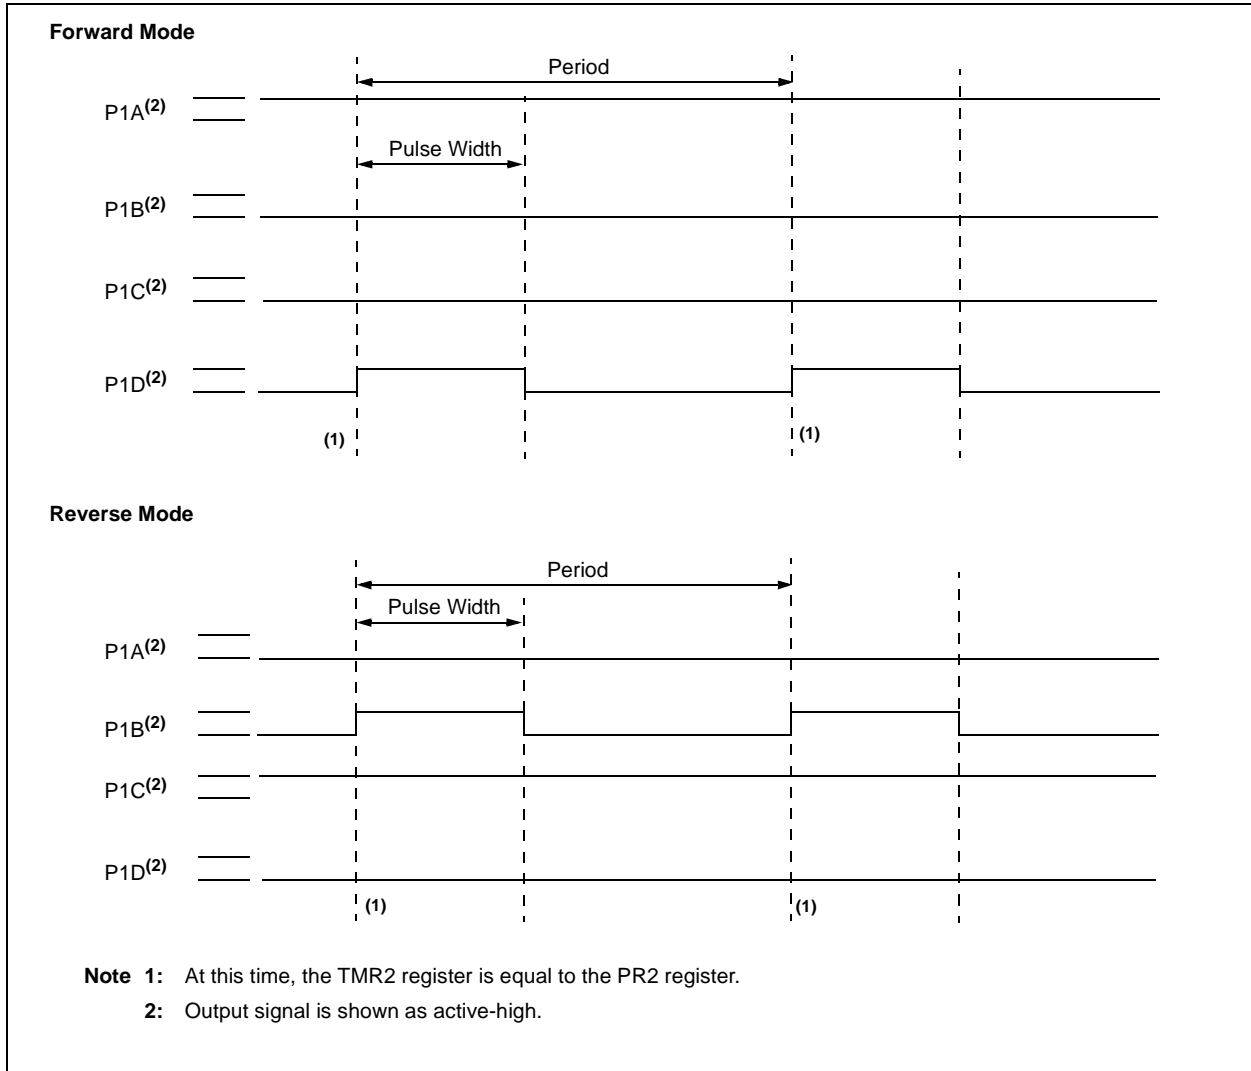 Forward Mode
Period
P1A(2)
Pulse Width
P1B(2)
P1C(2)
P1D(2)
(1) (1)
Reverse Mode
Period
Pulse Width
P1A(2)
P1B(2)
P1C(2)
P1D(2)
(1) (1)
Note 1: At this time, the TMR2 register is equal to the PR2 register.
2: Output signal is shown as active-high.